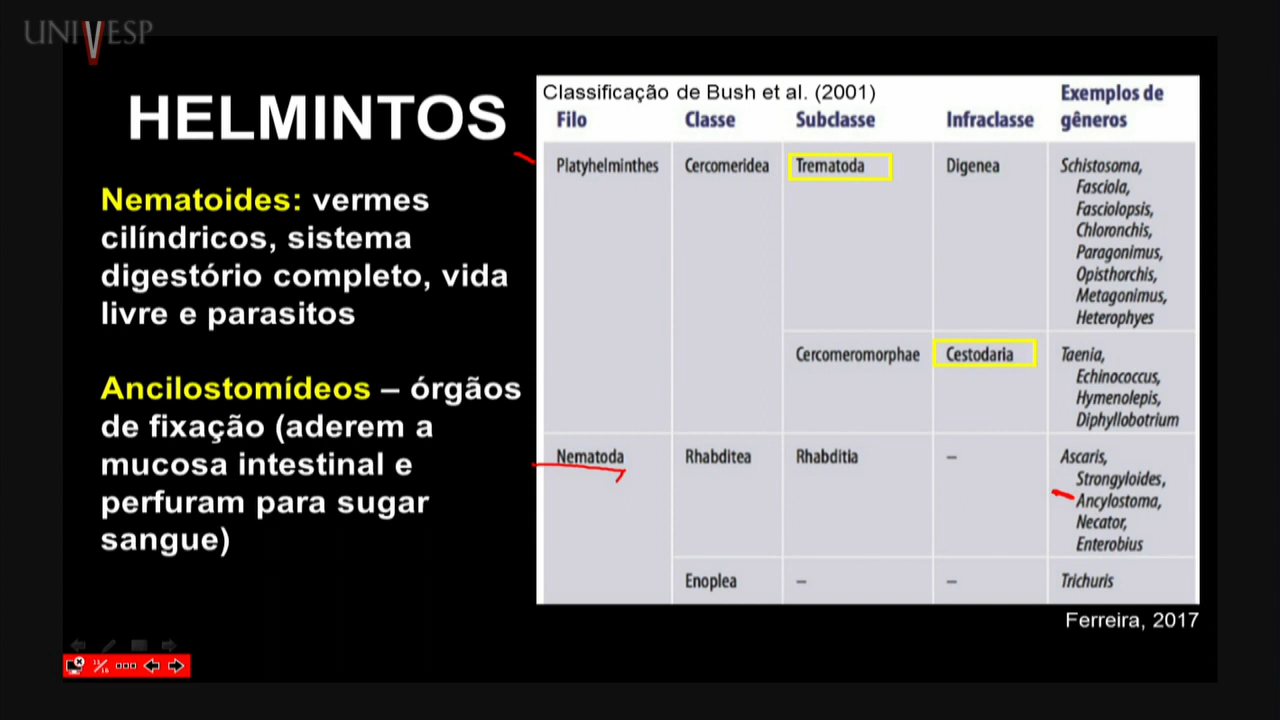 UNIVESP
HELMINTOS
Nematoides: vermes
cilíndricos, sistema
digestório completo, vida
livre e parasitos
Ancilostomídeos – órgãos
de fixação (aderem a
mucosa intestinal e
perfuram para sugar
sangue)
Classificação de Bush et al. (2001)
Filo Classe Subclasse Infraclasse Exemplos de
gêneros
Platyhelminthes Cercomeridea Trematoda Digenea Schistosoma,
Fasciola,
Fasciolopsis,
Chloronchis,
Paragonimus,
Opisthorchis,
Metagonimus,
Heterophyes
Cercomeromorphae Cestodaria Taenia,
Echinococcus,
Hymenolepis,
Diphyllobotrium
Nematoda Rhabditea Rhabditia – Ascaris,
Strongyloides,
Ancylostoma,
Necator,
Enterobius
Enoplea – – Trichuris
Ferreira, 2017